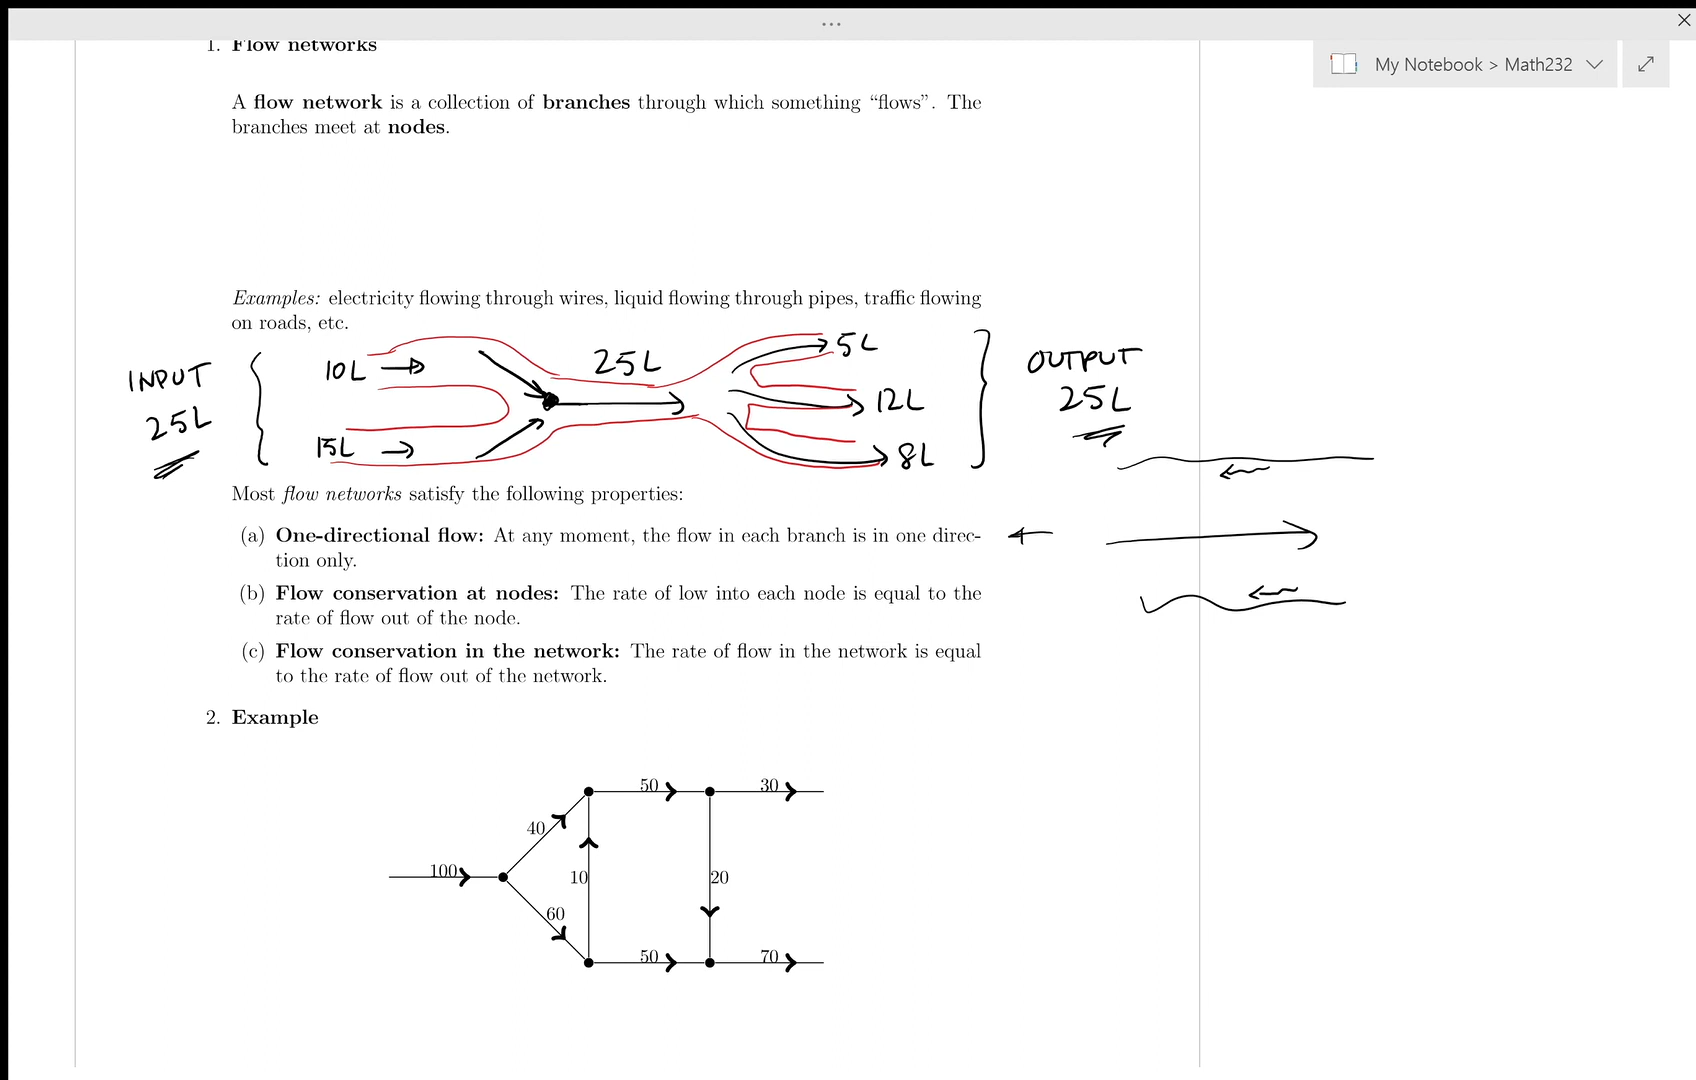 ...
My Notebook > Math232
1. Flow networks
A flow network is a collection of branches through which something “flows”. The
branches meet at nodes.
Examples: electricity flowing through wires, liquid flowing through pipes, traffic flowing
on roads, etc.
INPUT
25L
10L
15L
25L
5L
12L
8L
OUTPUT
25L
Most flow networks satisfy the following properties:
(a) One-directional flow: At any moment, the flow in each branch is in one direc-
tion only.
(b) Flow conservation at nodes: The rate of low into each node is equal to the
rate of flow out of the node.
(c) Flow conservation in the network: The rate of flow in the network is equal
to the rate of flow out of the network.
2. Example
50
30
40
100
10
20
60
50
70